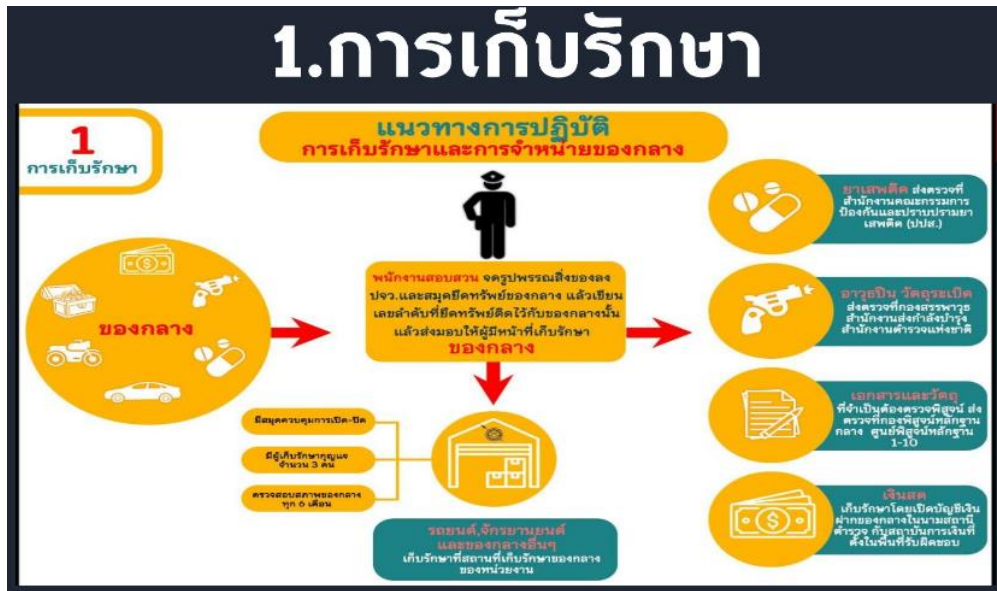 1.การเก็บรักษา
1
การเก็บรักษา
แนวทางการปฏิบัติ
การเก็บรักษาและการจำหน่ายของกลาง
ของกลาง
พนักงานสอบสวน จดรูปพรรณสิ่งของลง
ปจว.และสมุดยึดทรัพย์ของกลาง แล้วเขียน
เลขลำดับที่ยึดทรัพย์ติดไว้กับของกลางนั้น
แล้วส่งมอบให้ผู้มีหน้าที่เก็บรักษา
ของกลาง
มีสมุดควบคุมการเปิด-ปิด
มีผู้เก็บรักษากุญแจ
จำนวน 3 คน
ตรวจสอบสภาพของกลาง
ทุก 6 เดือน
รถยนต์,จักรยานยนต์
และของกลางอื่นๆ
เก็บรักษาที่สถานที่เก็บรักษาของกลาง
ของหน่วยงาน
ยาเสพติด ส่งตรวจที่
สำนักงานคณะกรรมการ
ป้องกันและปราบปรามยา
เสพติด (ปปส.)
อาวุธปืน วัตถุระเบิด
ส่งตรวจที่กองสรรพาวุธ
สำนักงานส่งกำลังบำรุง
สำนักงานตำรวจแห่งชาติ
เอกสารและวัตถุ
ที่จำเป็นต้องตรวจพิสูจน์ ส่ง
ตรวจที่กองพิสูจน์หลักฐาน
กลาง ศูนย์พิสูจน์หลักฐาน
1-10
เงินสด
เก็บรักษาโดยเปิดบัญชีเงิน
ฝากของกลางในนามสถานี
ตำรวจ กับสถาบันการเงินที่
ตั้งในพื้นที่รับผิดชอบ